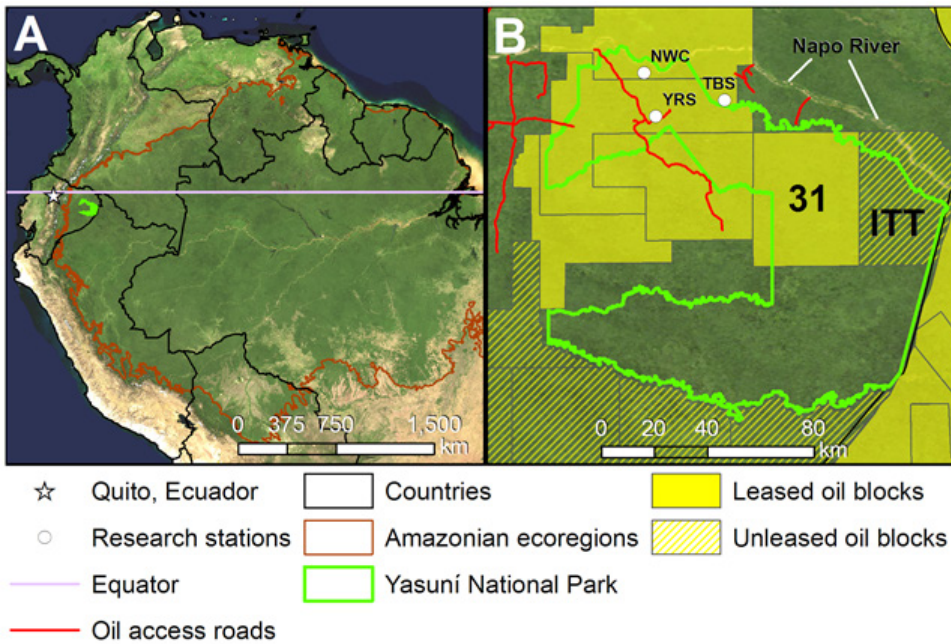 A
B
NWC
Napo River
TBS
YRS
31
ITT
0 375 750 1,500
km
0 20 40 80
km
Quito, Ecuador
Countries
Leased oil blocks
Research stations
Amazonian ecoregions
Unleased oil blocks
Equator
Yasuní National Park
Oil access roads